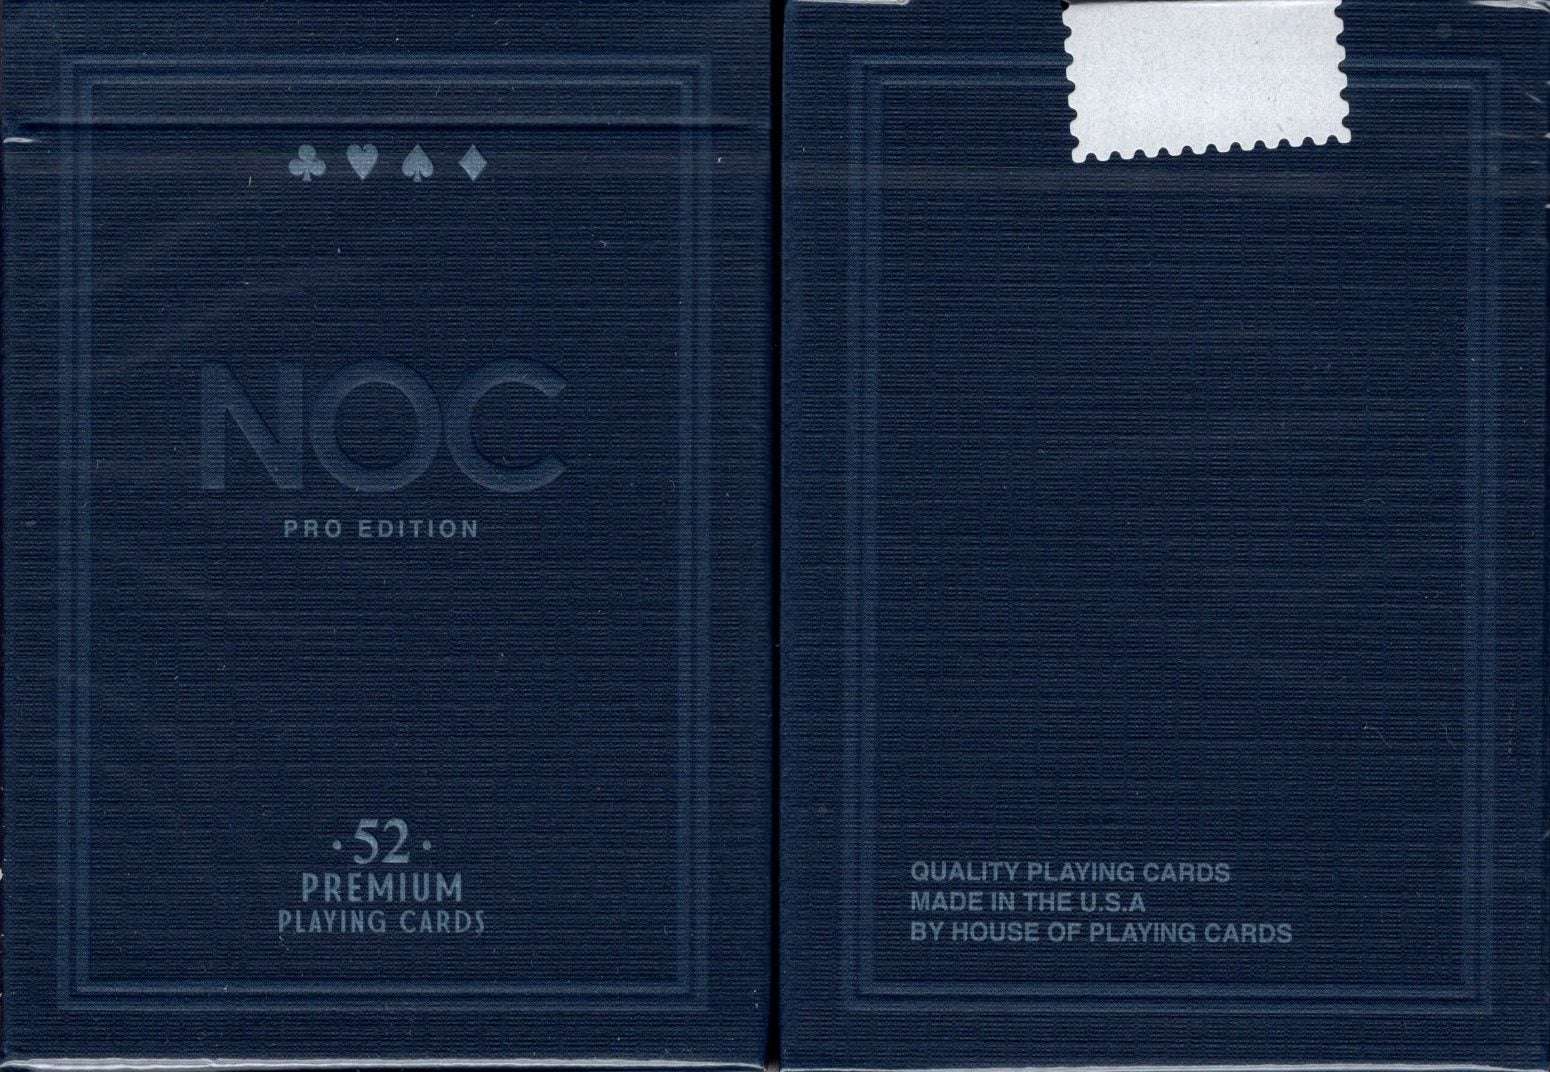 NOC
PRO EDITION
·52·
PREMIUM
PLAYING CARDS
QUALITY PLAYING CARDS
MADE IN THE U.S.A
BY HOUSE OF PLAYING CARDS